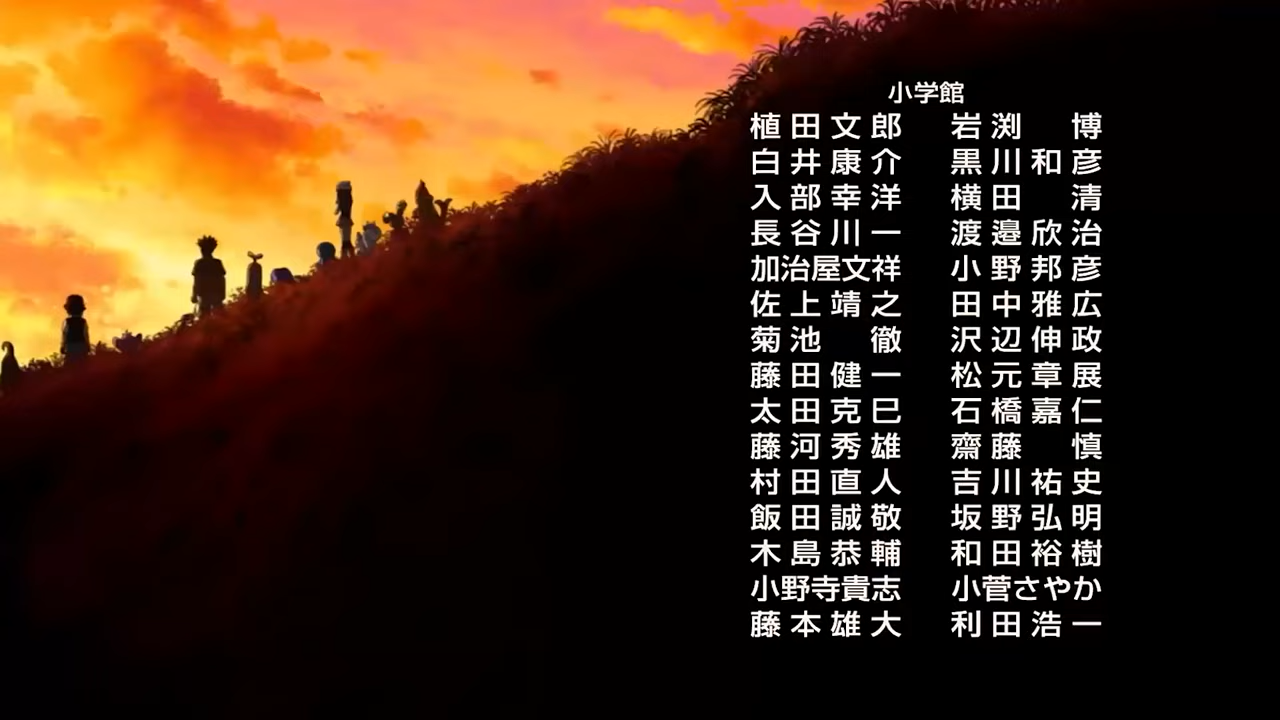 小学館
植田文郎 岩渕 博
白井康介 黒川和彦
入部幸洋 横田 清
長谷川一 渡邉欣治
加治屋文祥 小野邦彦
佐上靖之 田中雅広
菊池 徹 沢辺伸政
藤田健一 松元章展
太田克巳 石橋嘉仁
藤河秀雄 齋藤 慎
村田直人 吉川祐史
飯田誠敬 坂野弘明
木島恭輔 和田裕樹
小野寺貴志 小菅さやか
藤本雄大 利田浩一